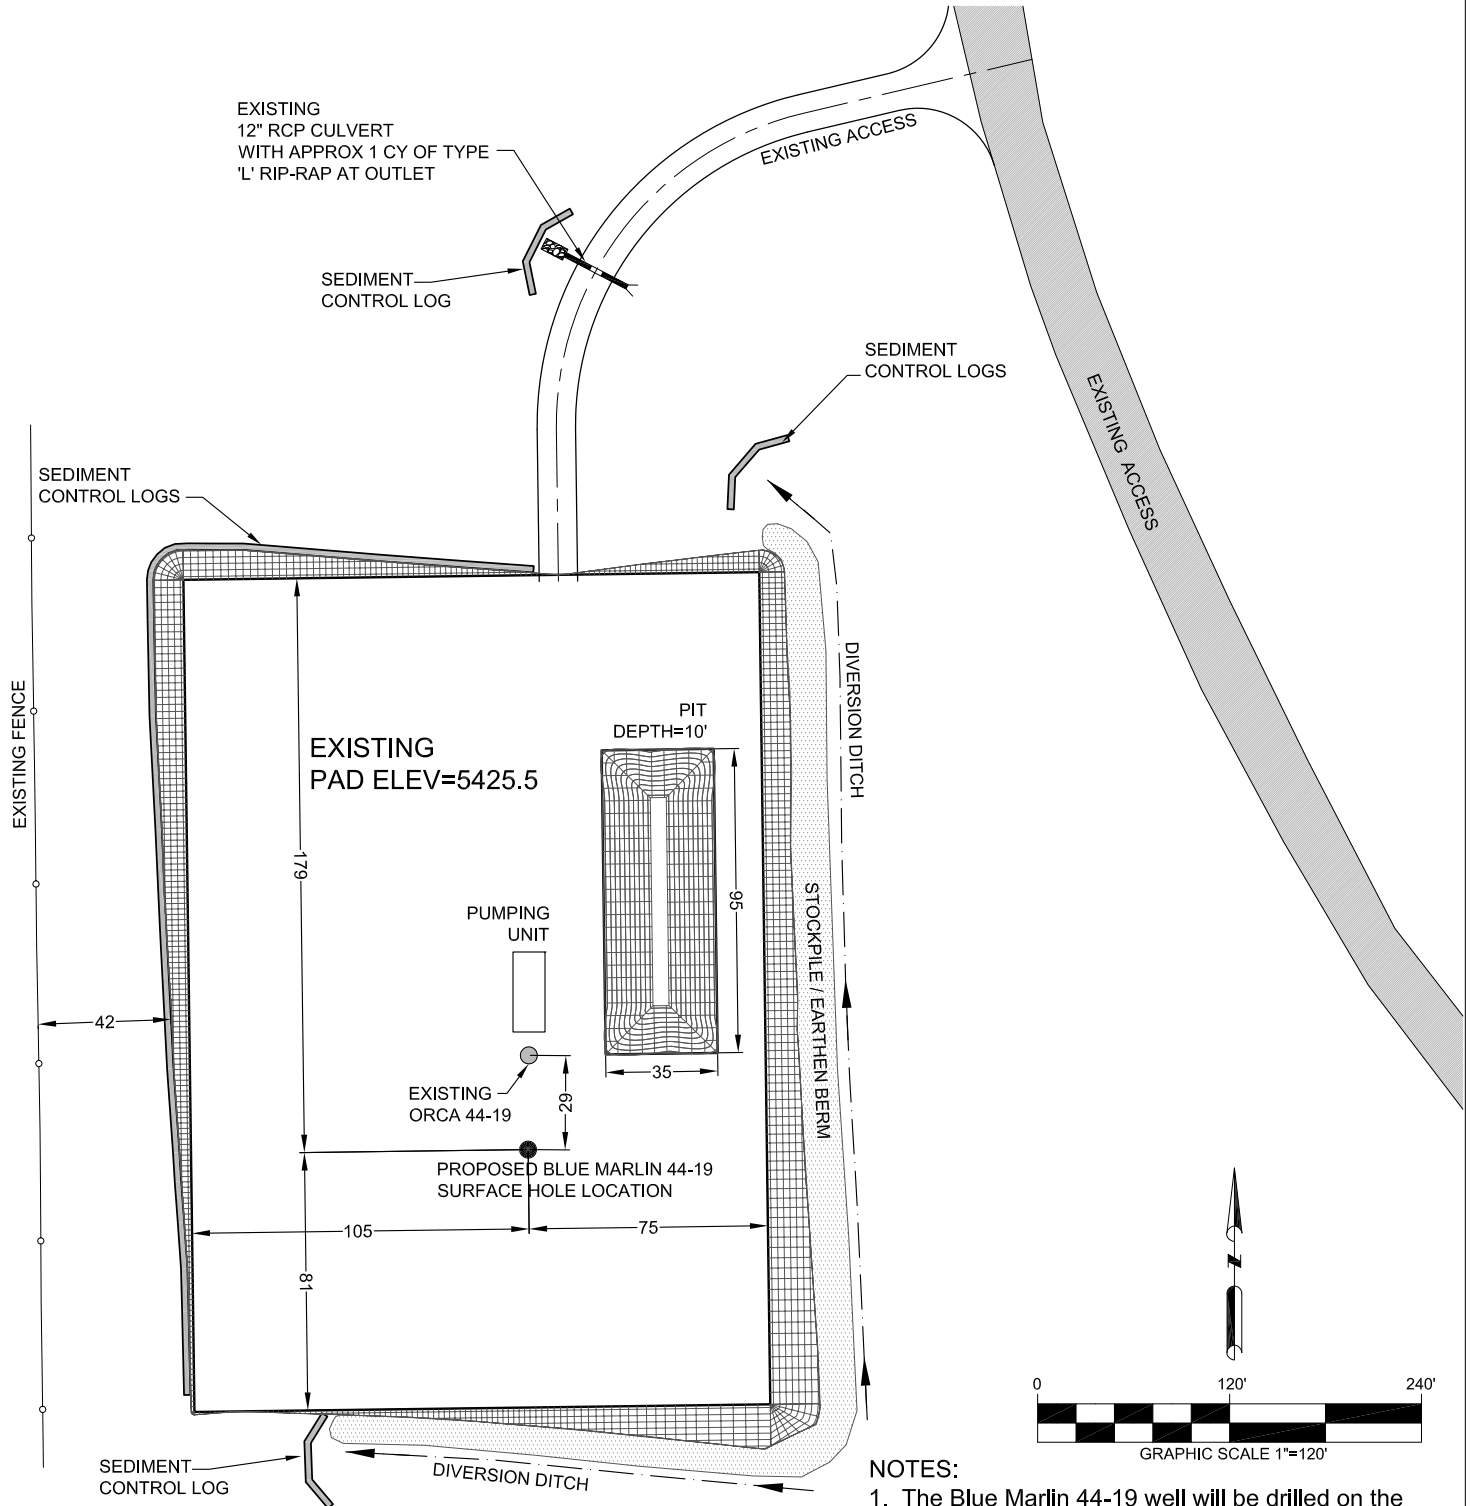 EXISTING
12" RCP CULVERT
WITH APPROX 1 CY OF TYPE
'L' RIP-RAP AT OUTLET
EXISTING ACCESS
SEDIMENT
CONTROL LOG
SEDIMENT
CONTROL LOGS
EXISTING ACCESS
SEDIMENT
CONTROL LOGS
EXISTING FENCE
EXISTING
PAD ELEV=5425.5
PIT
DEPTH=10'
DIVERSION DITCH
179
95
PUMPING
UNIT
STOCKPILE / EARTHEN BERM
42
35
EXISTING
ORCA 44-19
29
PROPOSED BLUE MARLIN 44-19
SURFACE HOLE LOCATION
105
75
81
N
0 120' 240'
GRAPHIC SCALE 1"=120'
SEDIMENT
CONTROL LOG
DIVERSION DITCH
NOTES:
1. The Blue Marlin 44-19 well will be drilled on the